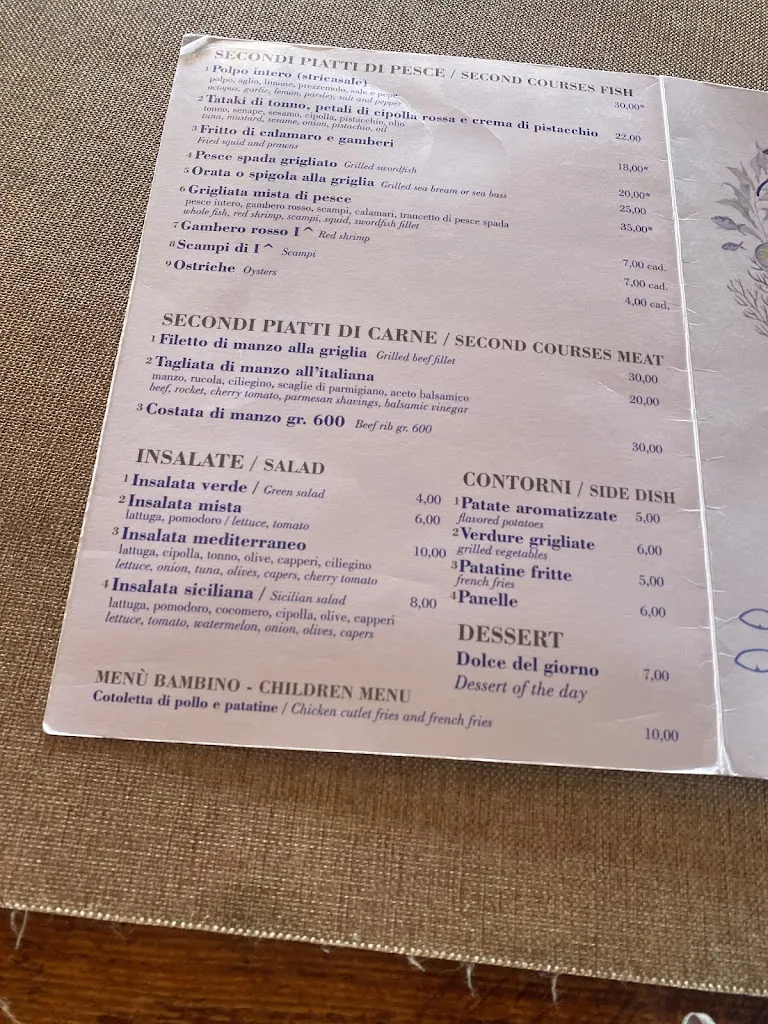 SECONDI PIATTI DI PESCE / SECOND COURSES FISH
1 Polpo intero (stricasale) 30,00*
polpo, aglio, limone, prezzemolo, sale e pepe
octopus, garlic, lemon, parsley, salt and pepper
2 Tataki di tonno, petali di cipolla rossa e crema di pistacchio 22,00
tonno, senape, sesamo, cipolla, pistacchio, olio
tuna, mustard, sesame, onion, pistachio, oil
3 Fritto di calamaro e gamberi 18,00*
Fried squid and prawns
4 Pesce spada grigliato Grilled swordfish 20,00*
5 Orata o spigola alla griglia Grilled sea bream or sea bass 25,00
6 Grigliata mista di pesce 35,00*
pesce intero, gambero rosso, scampi, calamari, trancetto di pesce spada
whole fish, red shrimp, scampi, squid, swordfish fillet
7 Gambero rosso I^ Red shrimp 7,00 cad.
8 Scampi di I^ Scampi 7,00 cad.
9 Ostriche Oysters 4,00 cad.
SECONDI PIATTI DI CARNE / SECOND COURSES MEAT
1 Filetto di manzo alla griglia Grilled beef fillet 30,00
2 Tagliata di manzo all'italiana 20,00
manzo, rucola, ciliegino, scaglie di parmigiano, aceto balsamico
beef, rocket, cherry tomato, parmesan shavings, balsamic vinegar
3 Costata di manzo gr. 600 Beef rib gr. 600 30,00
INSALATE / SALAD
1 Insalata verde / Green salad 4,00
2 Insalata mista 6,00
lattuga, pomodoro / lettuce, tomato
3 Insalata mediterraneo 10,00
lattuga, cipolla, tonno, olive, capperi, ciliegino
lettuce, onion, tuna, olives, capers, cherry tomato
4 Insalata siciliana / Sicilian salad 8,00
lattuga, pomodoro, cocomero, cipolla, olive, capperi
lettuce, tomato, watermelon, onion, olives, capers
CONTORNI / SIDE DISH
1 Patate aromatizzate 5,00
flavored potatoes
2 Verdure grigliate 6,00
grilled vegetables
3 Patatine fritte 5,00
french fries
4 Panelle 6,00
DESSERT
Dolce del giorno 7,00
Dessert of the day
MENÙ BAMBINO - CHILDREN MENU
Cotoletta di pollo e patatine / Chicken cutlet fries and french fries 10,00